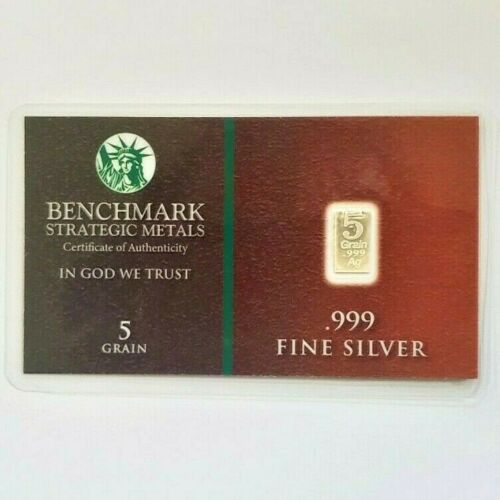 BENCHMARK
STRATEGIC METALS
Certificate of Authenticity
IN GOD WE TRUST
5
GRAIN
5
Grain
.999
Ag
.999
FINE SILVER